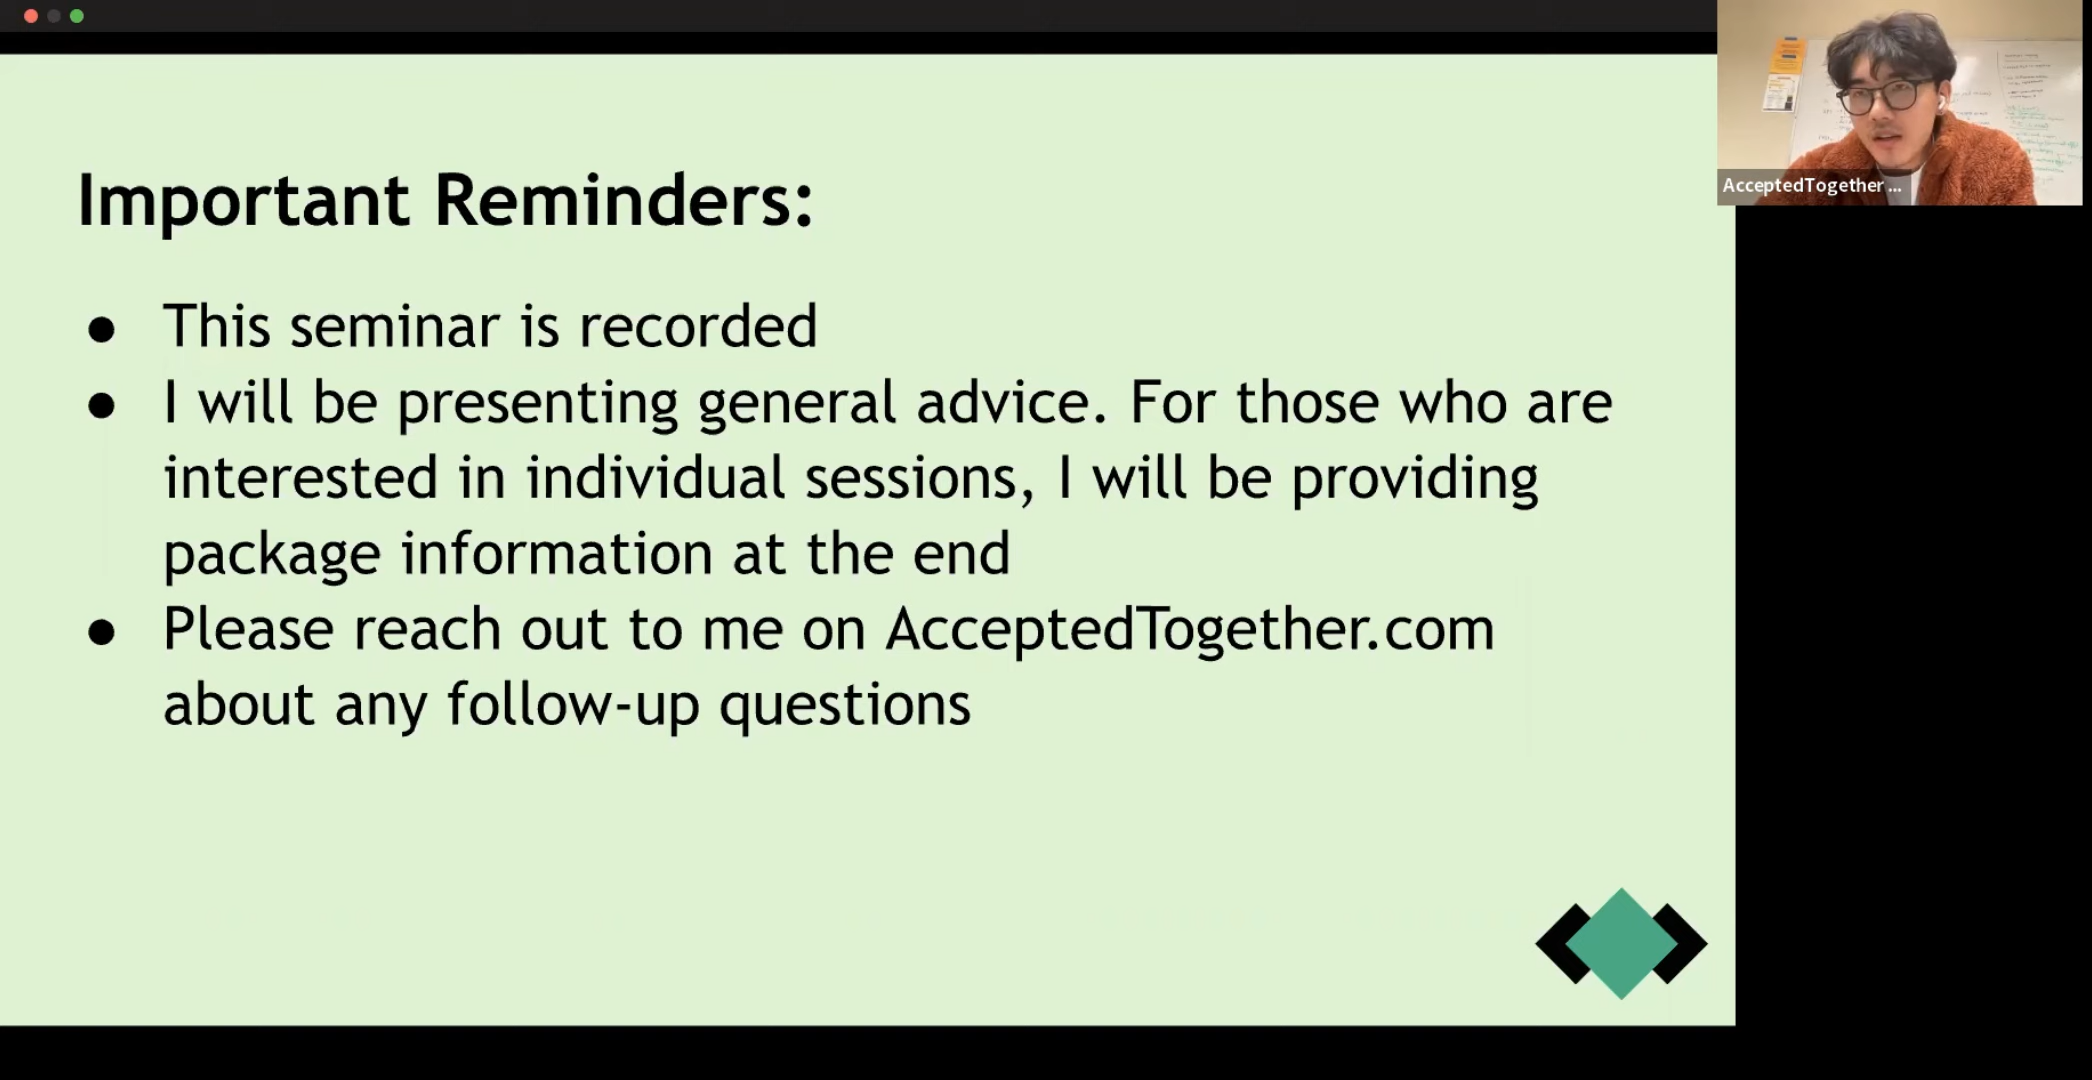 Important Reminders:
● This seminar is recorded
● I will be presenting general advice. For those who are
interested in individual sessions, I will be providing
package information at the end
● Please reach out to me on AcceptedTogether.com
about any follow-up questions
AcceptedTogether ...